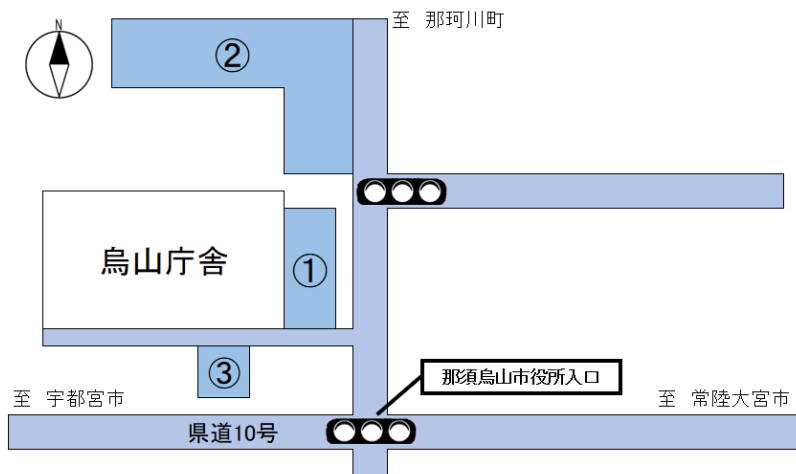 N
至 那珂川町
②
烏山庁舎
①
③
那須烏山市役所入口
至 宇都宮市
至 常陸大宮市
県道10号